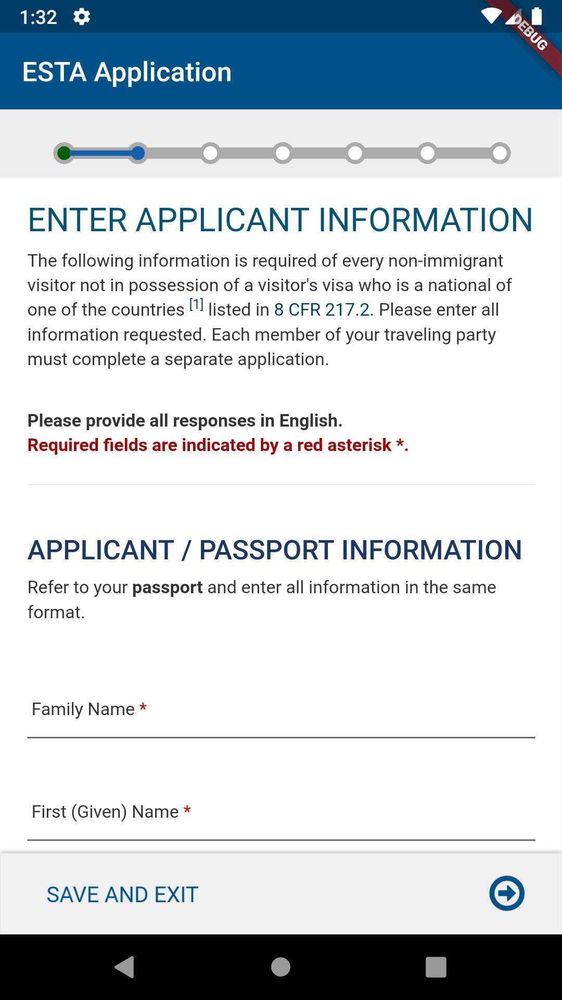 1:32
DEBUG
ESTA Application
ENTER APPLICANT INFORMATION
The following information is required of every non-immigrant
visitor not in possession of a visitor's visa who is a national of
one of the countries [1] listed in 8 CFR 217.2. Please enter all
information requested. Each member of your traveling party
must complete a separate application.
Please provide all responses in English.
Required fields are indicated by a red asterisk *.
APPLICANT / PASSPORT INFORMATION
Refer to your passport and enter all information in the same
format.
Family Name *
First (Given) Name *
SAVE AND EXIT